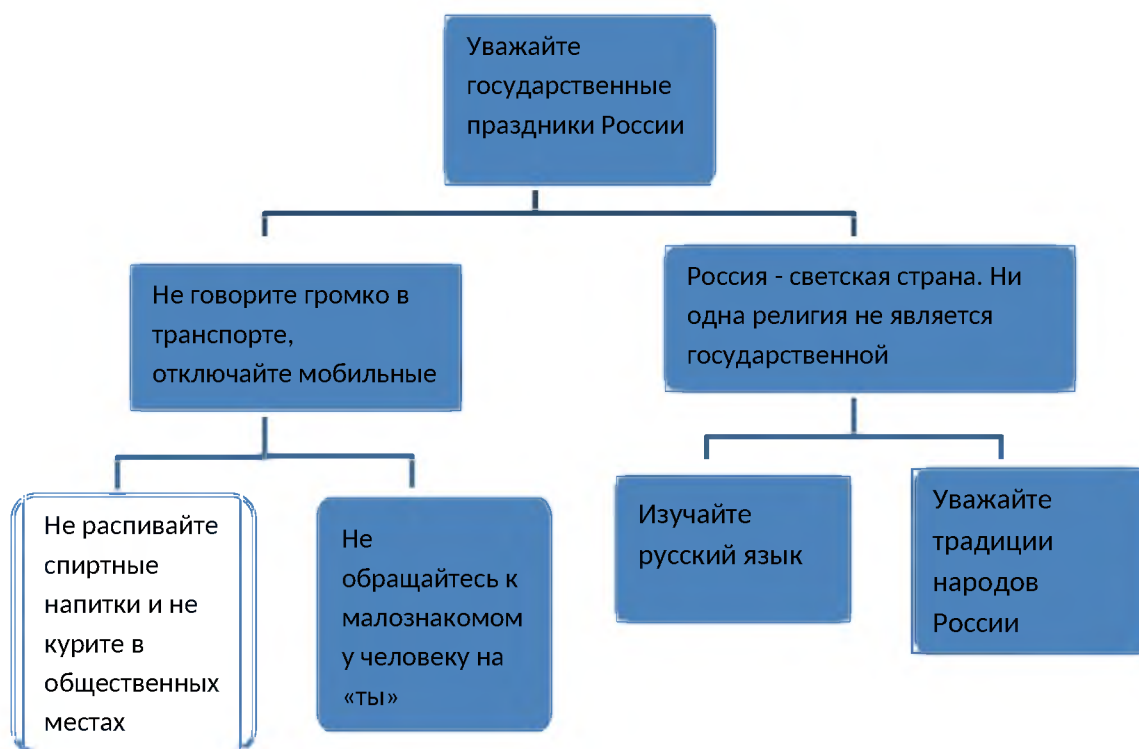 Уважайте
государственные
праздники России
Не говорите громко в
транспорте,
отключайте мобильные
Россия - светская страна. Ни
одна религия не является
государственной
Не распивайте
спиртные
напитки и не
курите в
общественных
местах
Не
обращайтесь к
малознакомом
у человеку на
«ты»
Изучайте
русский язык
Уважайте
традиции
народов
России